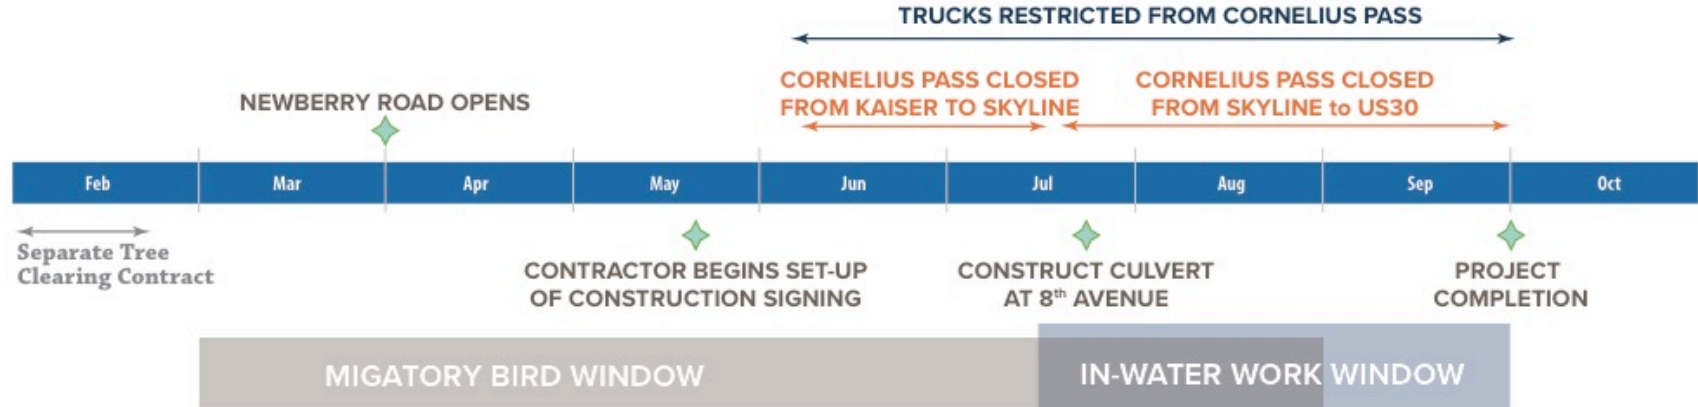 TRUCKS RESTRICTED FROM CORNELIUS PASS
CORNELIUS PASS CLOSED
FROM KAISER TO SKYLINE
CORNELIUS PASS CLOSED
FROM SKYLINE to US30
NEWBERRY ROAD OPENS
Feb
Mar
Apr
May
Jun
Jul
Aug
Sep
Oct
Separate Tree
Clearing Contract
CONTRACTOR BEGINS SET-UP
OF CONSTRUCTION SIGNING
CONSTRUCT CULVERT
AT 8th AVENUE
PROJECT
COMPLETION
MIGATORY BIRD WINDOW
IN-WATER WORK WINDOW